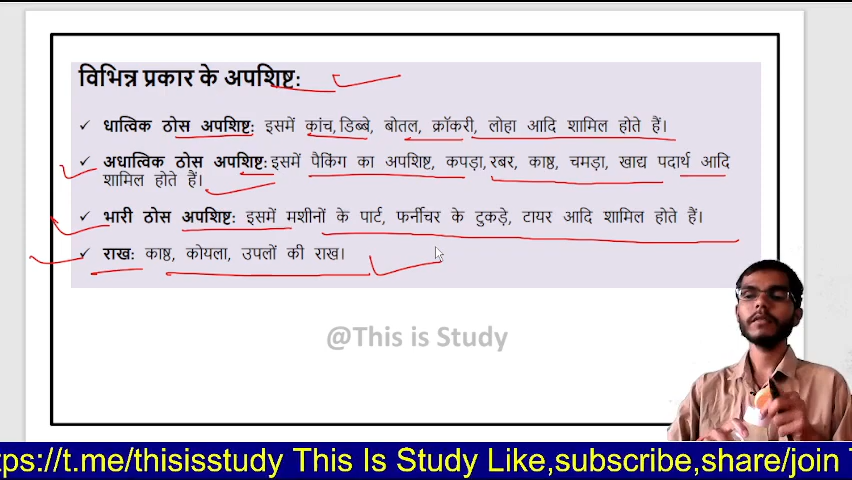 विभिन्न प्रकार के अपशिष्ट:
✓ धात्विक ठोस अपशिष्ट: इसमें कांच, डिब्बे, बोतल, क्रॉकरी, लोहा आदि शामिल होते हैं।
✓ अधात्विक ठोस अपशिष्ट: इसमें पैकिंग का अपशिष्ट, कपड़ा, रबर, काष्ठ, चमड़ा, खाद्य पदार्थ आदि
शामिल होते हैं।
✓ भारी ठोस अपशिष्ट: इसमें मशीनों के पार्ट, फर्नीचर के टुकड़े, टायर आदि शामिल होते हैं।
✓ राख: काष्ठ, कोयला, उपलों की राख।
@This is Study
tps://t.me/thisisstudy This Is Study Like,subscribe,share/join